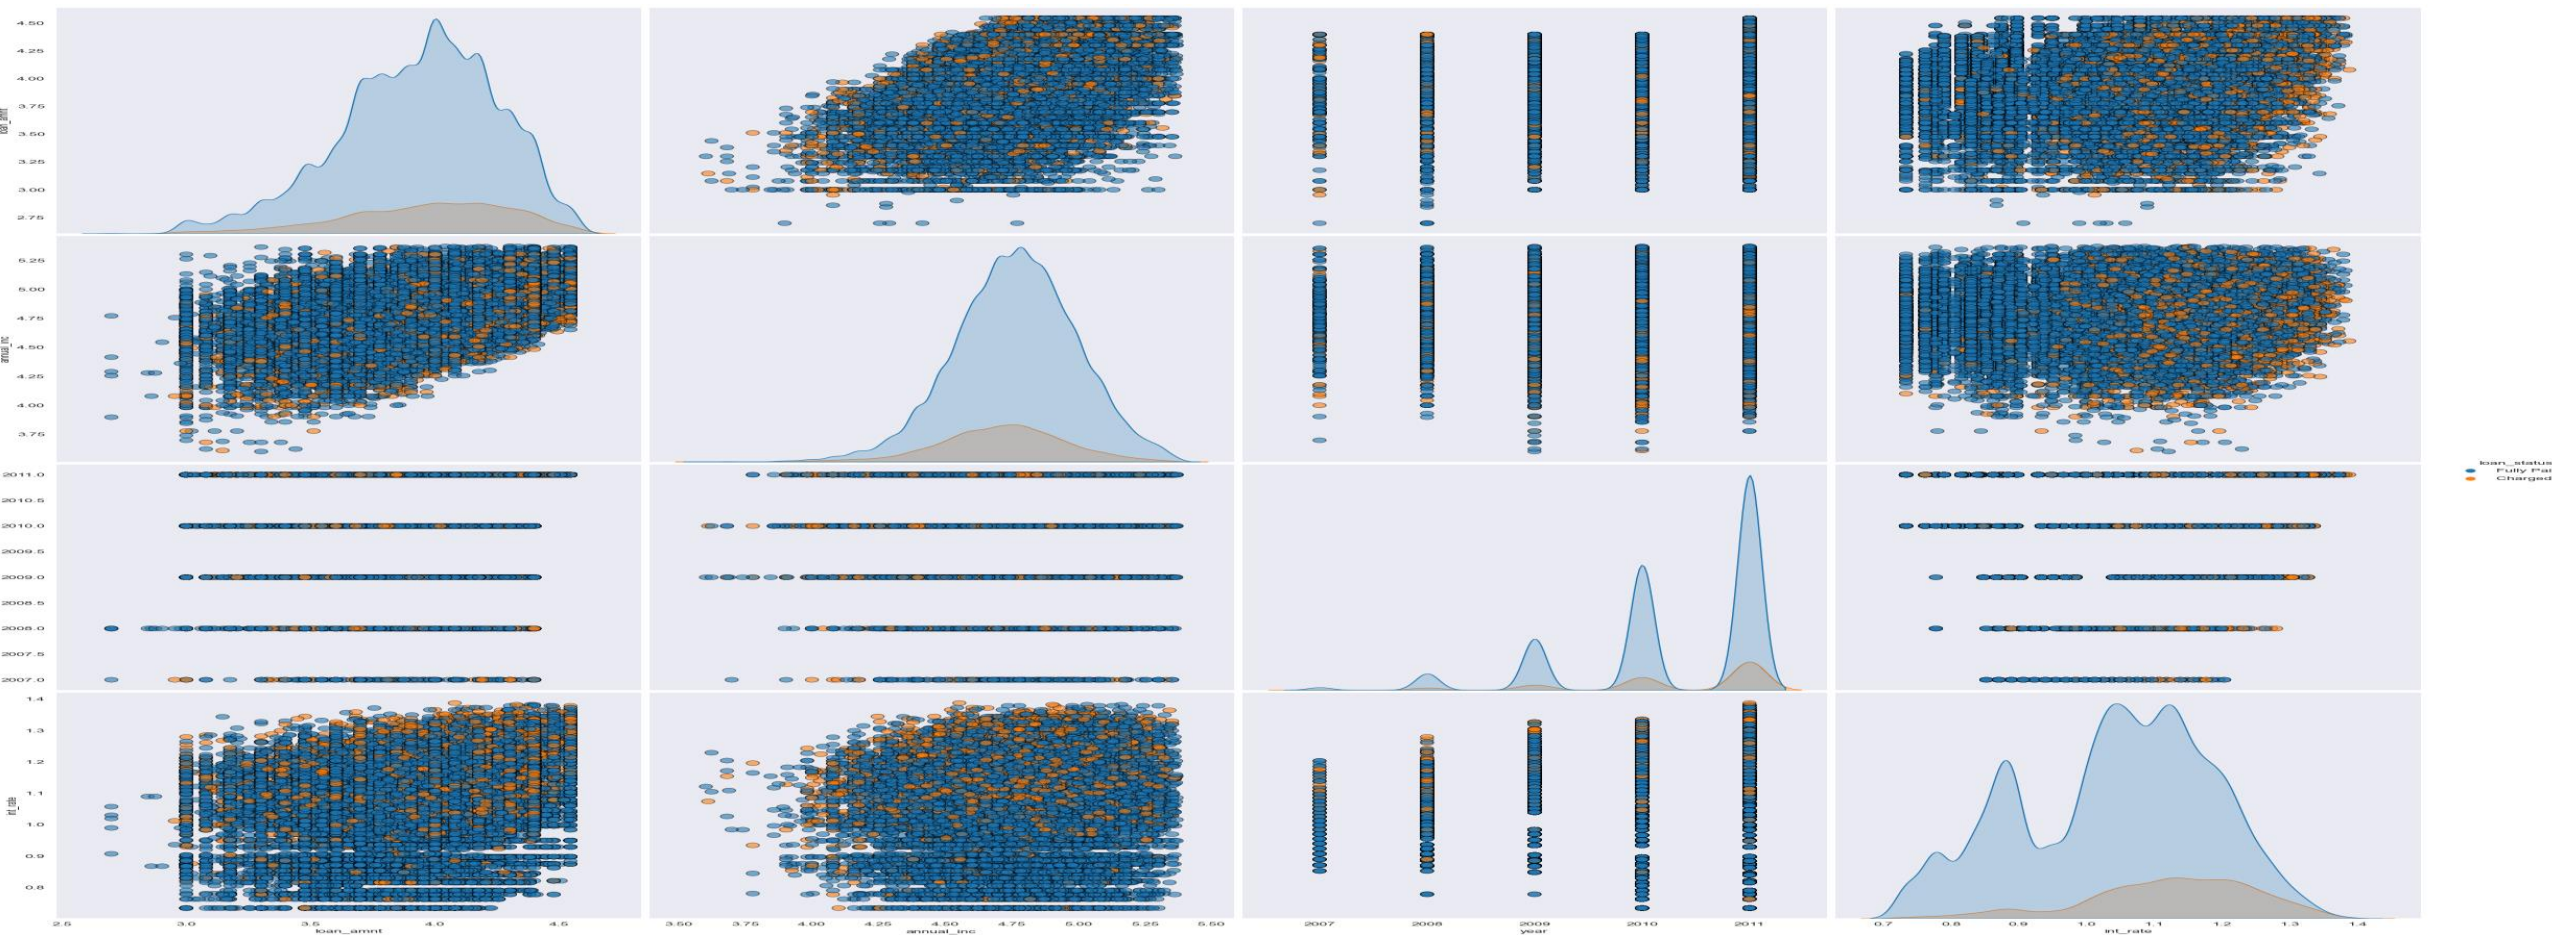 4.50
4.25
4.00
3.75
3.50
3.25
3.00
2.75
loan_amnt
5.25
5.00
4.75
4.50
4.25
4.00
3.75
annual_inc
2011.0
2010.5
2010.0
2009.5
2009.0
2008.5
2008.0
2007.5
2007.0
loan_status
Fully Pai
Charged
1.4
1.3
1.2
1.1
1.0
0.9
0.8
int_rate
2.5 3.0 3.5 4.0 4.5
loan_amnt
3.50 3.75 4.00 4.25 4.50 4.75 5.00 5.25 5.50
annual_inc
2007 2008 2009 2010 2011
year
0.7 0.8 0.9 1.0 1.1 1.2 1.3 1.4
int_rate